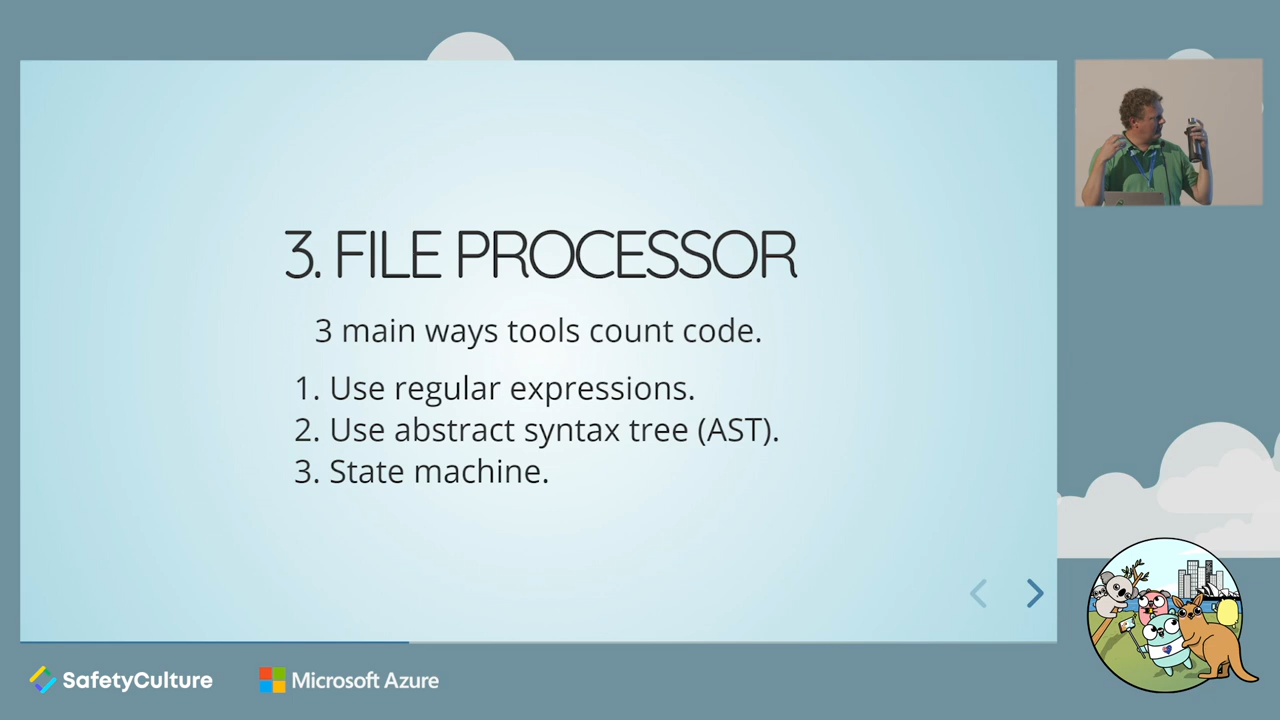 3. FILE PROCESSOR
3 main ways tools count code.
1. Use regular expressions.
2. Use abstract syntax tree (AST).
3. State machine.
SafetyCulture
Microsoft Azure